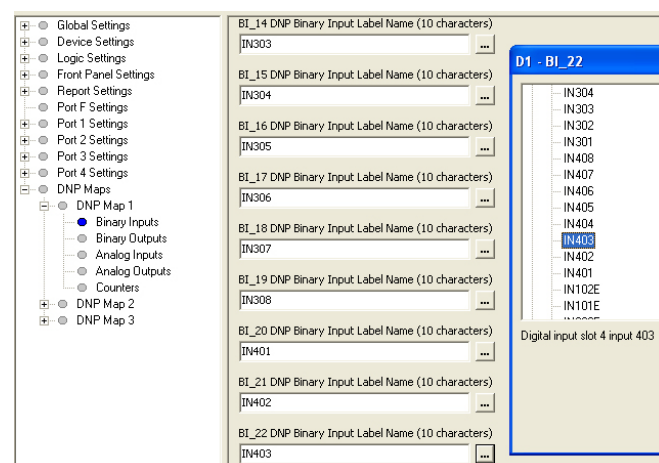 Global Settings
Device Settings
Logic Settings
Front Panel Settings
Report Settings
Port F Settings
Port 1 Settings
Port 2 Settings
Port 3 Settings
Port 4 Settings
DNP Maps
DNP Map 1
Binary Inputs
Binary Outputs
Analog Inputs
Analog Outputs
Counters
DNP Map 2
DNP Map 3
BI_14 DNP Binary Input Label Name (10 characters)
IN303
...
BI_15 DNP Binary Input Label Name (10 characters)
IN304
...
BI_16 DNP Binary Input Label Name (10 characters)
IN305
...
BI_17 DNP Binary Input Label Name (10 characters)
IN306
...
BI_18 DNP Binary Input Label Name (10 characters)
IN307
...
BI_19 DNP Binary Input Label Name (10 characters)
IN308
...
BI_20 DNP Binary Input Label Name (10 characters)
IN401
...
BI_21 DNP Binary Input Label Name (10 characters)
IN402
...
BI_22 DNP Binary Input Label Name (10 characters)
IN403
...
D1 - BI_22
IN304
IN303
IN302
IN301
IN408
IN407
IN406
IN405
IN404
IN403
IN402
IN401
IN102E
IN101E
Digital input slot 4 input 403